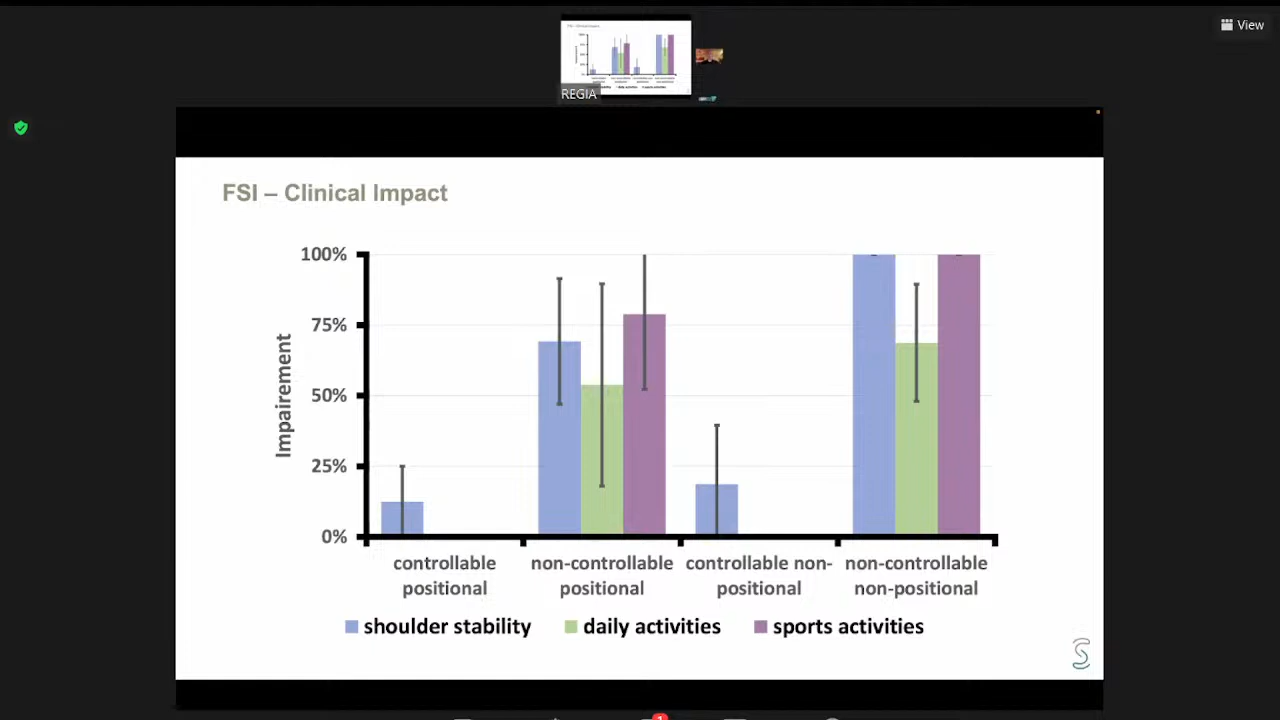 View
REGIA
FSI – Clinical Impact
100%
75%
50%
25%
0%
Impairement
controllable positional
non-controllable positional
controllable non-positional
non-controllable non-positional
shoulder stability
daily activities
sports activities
1